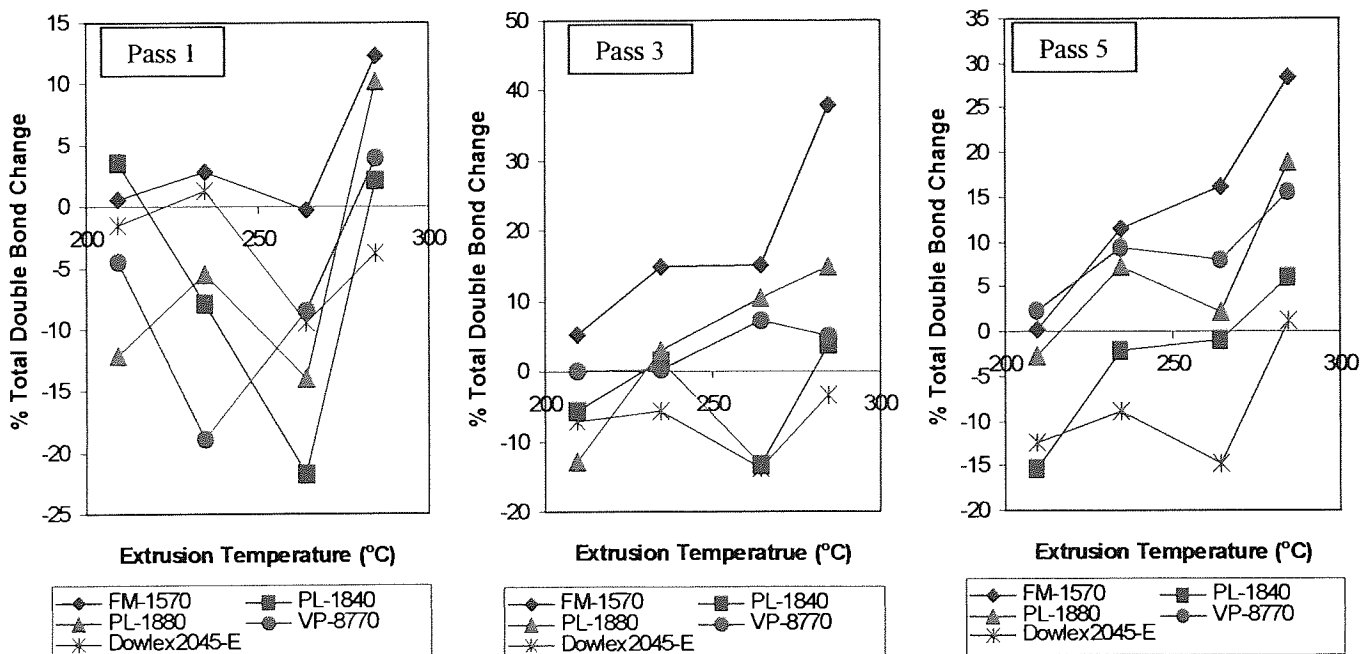 Pass 1
% Total Double Bond Change
15
10
5
0
-5
-10
-15
-20
-25
200
250
300
Extrusion Temperature (°C)
FM-1570
PL-1840
PL-1880
VP-8770
Dowlex2045-E
Pass 3
% Total Double Bond Change
50
40
30
20
10
0
-10
-20
200
250
300
Extrusion Temperatrue (°C)
FM-1570
PL-1840
PL-1880
VP-8770
Dowlex2045-E
Pass 5
% Total Double Bond Change
35
30
25
20
15
10
5
0
-5
-10
-15
-20
200
250
300
Extrusion Temperature (°C)
FM-1570
PL-1840
PL-1880
VP-8770
Dowlex2045-E